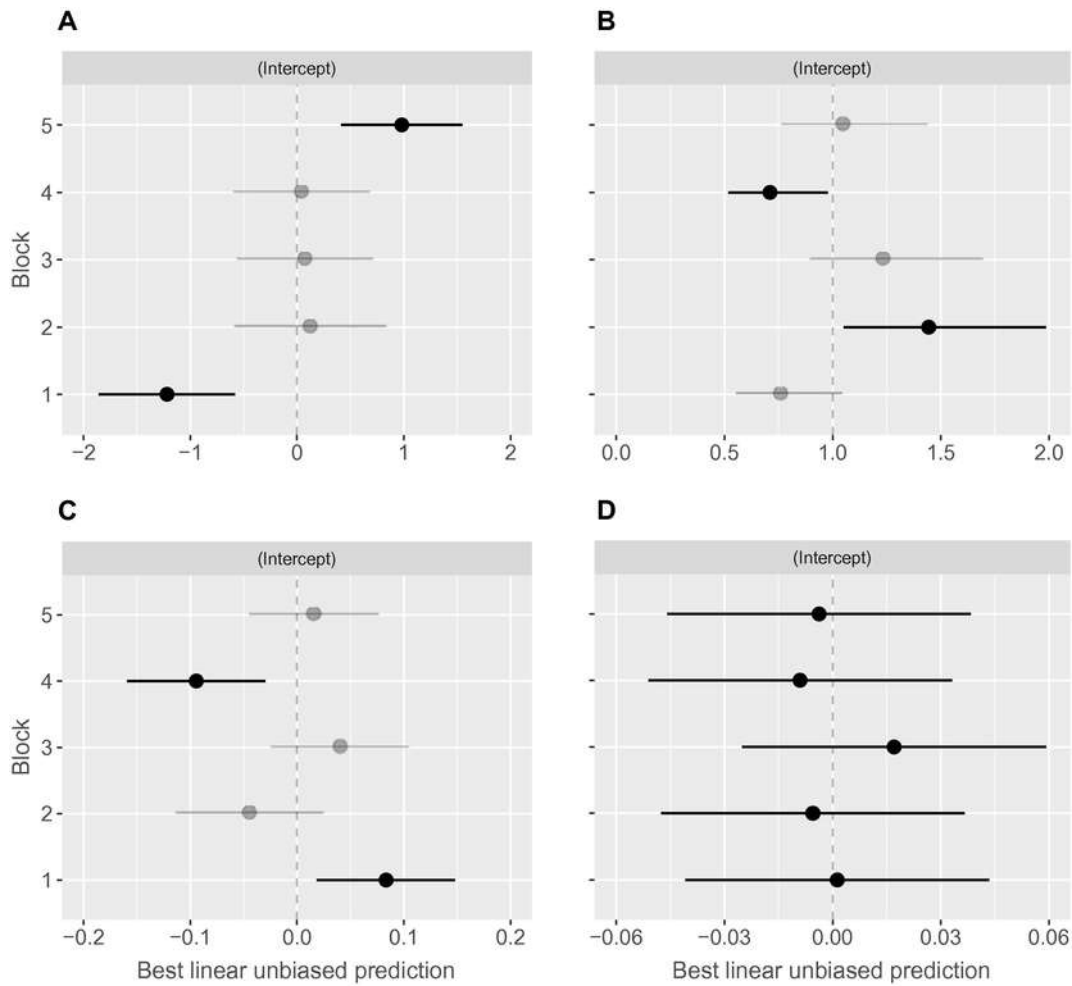 A
B
(Intercept)
(Intercept)
Block
5
4
3
2
1
−2 −1 0 1 2
0.0 0.5 1.0 1.5 2.0
C
D
(Intercept)
(Intercept)
Block
5
4
3
2
1
−0.2 −0.1 0.0 0.1 0.2
−0.06 −0.03 0.00 0.03 0.06
Best linear unbiased prediction
Best linear unbiased prediction